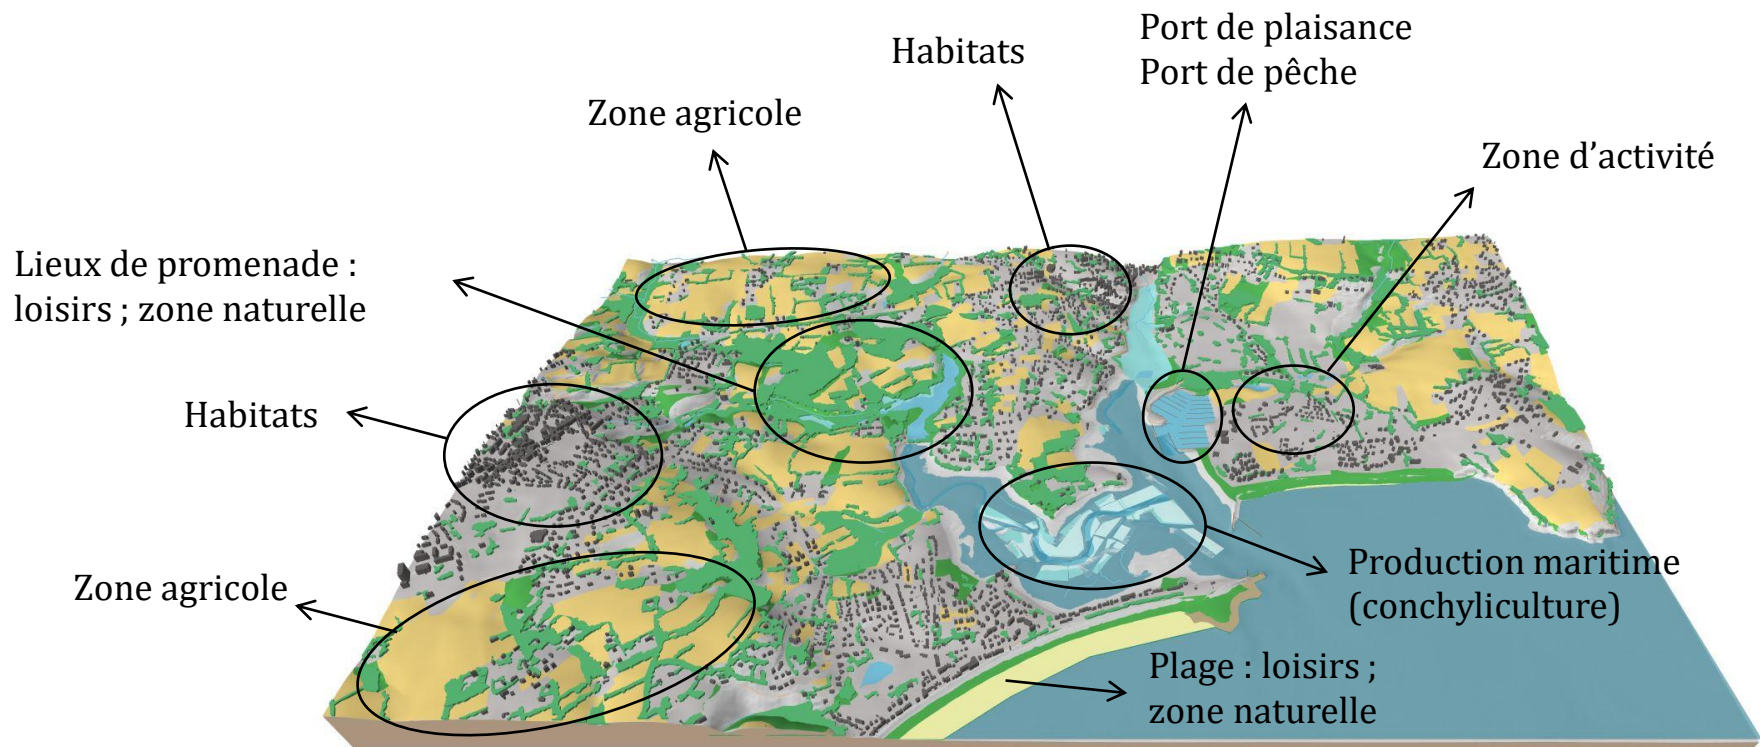 Port de plaisance
Port de pêche
Habitats
Zone agricole
Zone d’activité
Lieux de promenade :
loisirs ; zone naturelle
Habitats
Production maritime
(conchyliculture)
Zone agricole
Plage : loisirs ;
zone naturelle